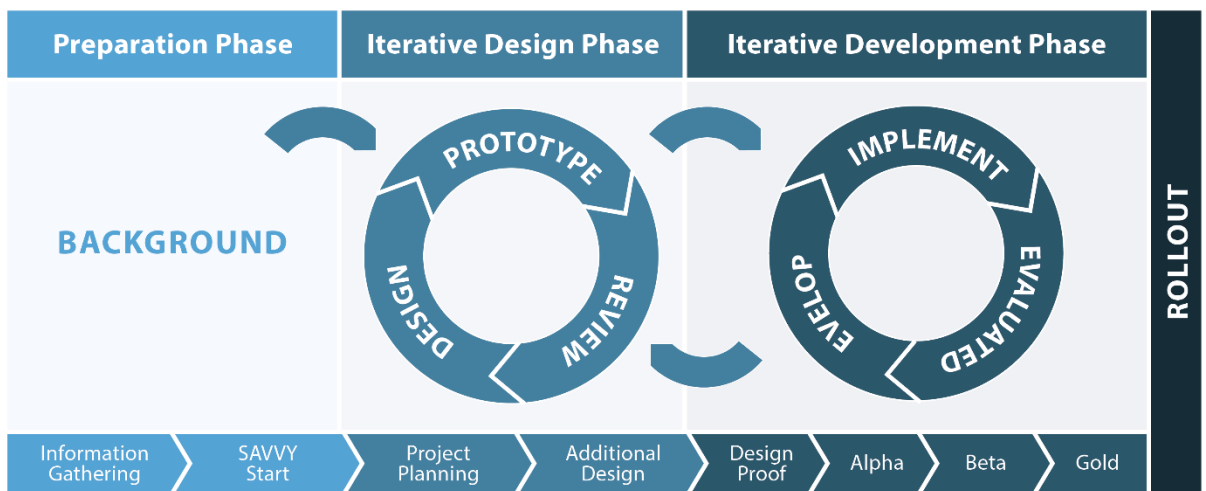 Preparation Phase
Iterative Design Phase
Iterative Development Phase
BACKGROUND
PROTOTYPE
REVIEW
DESIGN
IMPLEMENT
EVALUATED
EVELOP
ROLLOUT
Information
Gathering
SAVVY
Start
Project
Planning
Additional
Design
Design
Proof
Alpha
Beta
Gold